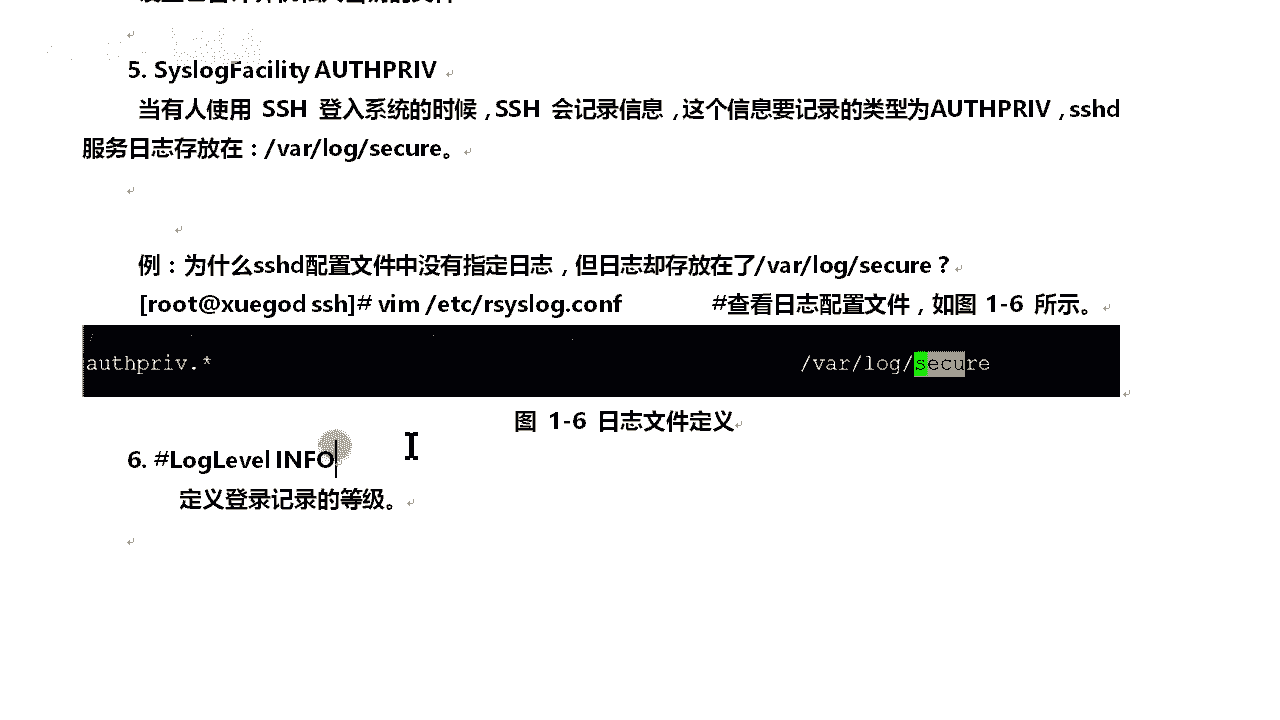 5. SyslogFacility AUTHPRIV
当有人使用 SSH 登入系统的时候，SSH 会记录信息，这个信息要记录的类型为AUTHPRIV，sshd
服务日志存放在：/var/log/secure。
例：为什么sshd配置文件中没有指定日志，但日志却存放在了/var/log/secure？
[root@xuegod ssh]# vim /etc/rsyslog.conf #查看日志配置文件，如图 1-6 所示。
authpriv.* /var/log/secure
图 1-6 日志文件定义
6. #LogLevel INFO
定义登录记录的等级。